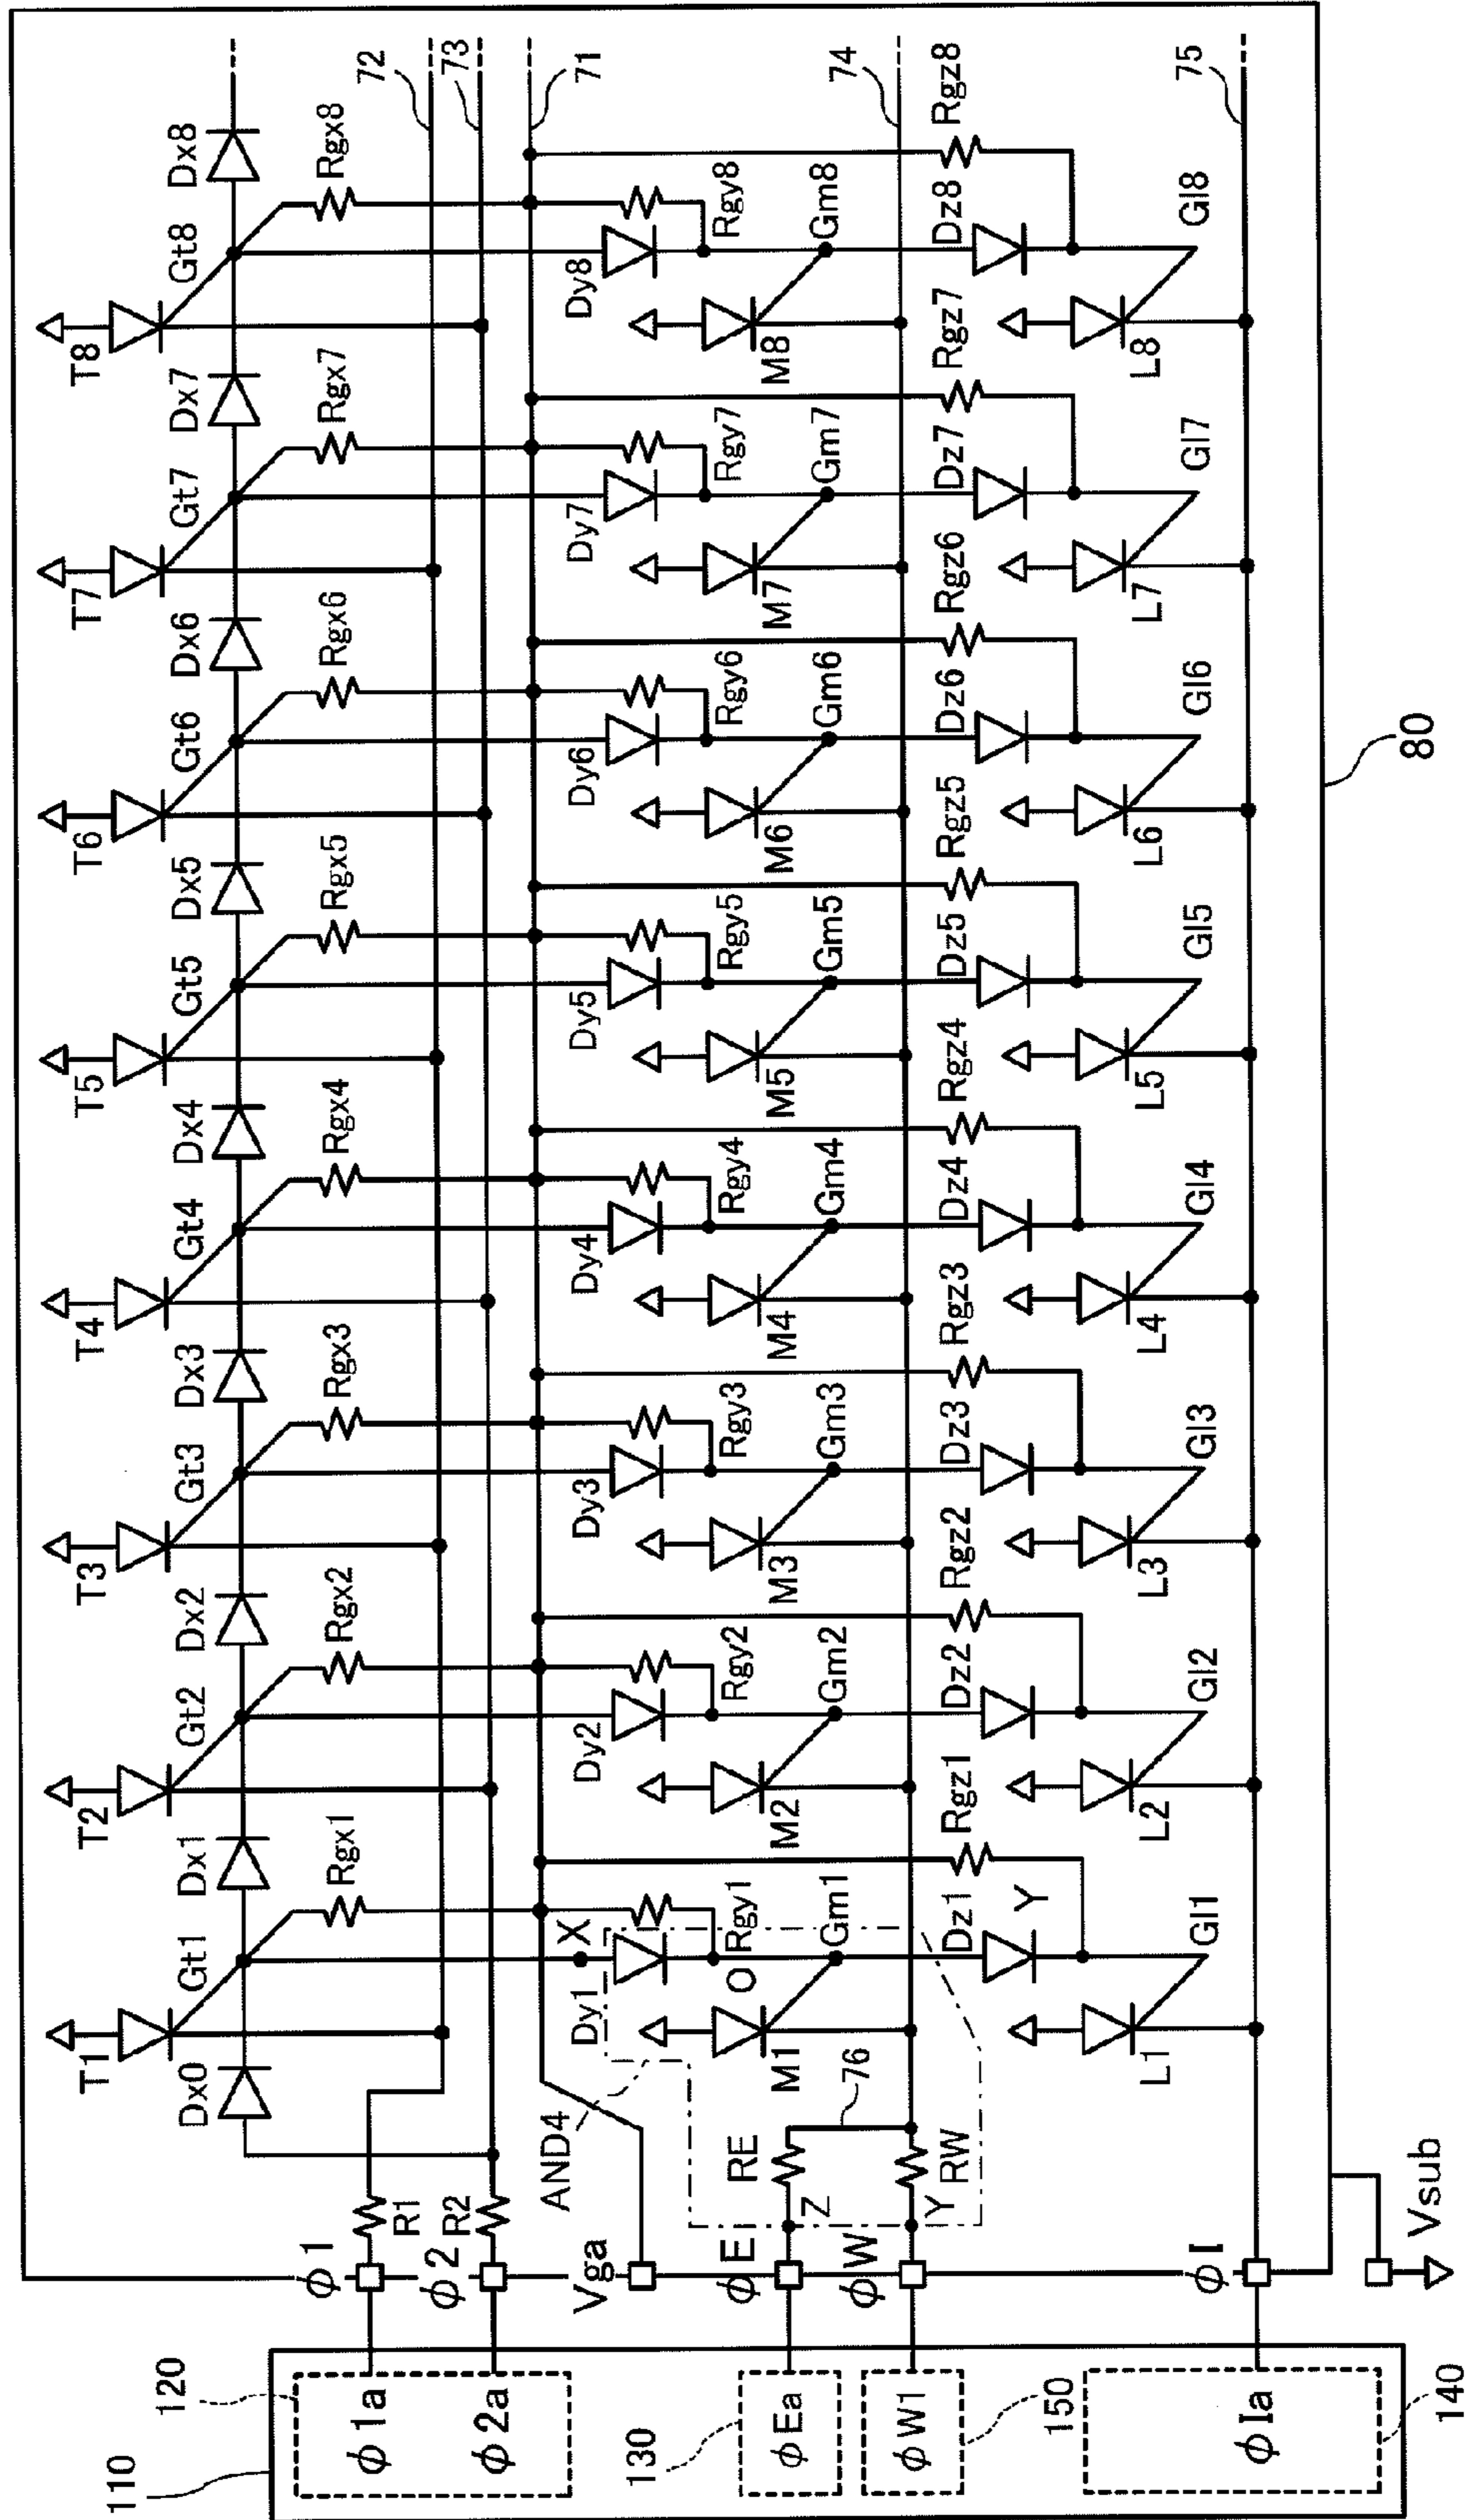 110
120
φ1a
φ2a
130
φEa
φW1
150
φIa
140
φ1
φ2
Vga
φE
φW
φI
Vsub
R1
R2
AND4
RE
Z
Y
RW
76
Dx0
T1
Gt1
Dx1
Rgx1
T2
Gt2
Dx2
Rgx2
T3
Gt3
Dx3
Rgx3
T4
Gt4
Dx4
Rgx4
T5
Gt5
Dx5
Rgx5
T6
Gt6
Dx6
Rgx6
T7
Gt7
Dx7
Rgx7
T8
Gt8
Dx8
Rgx8
72
73
71
74
75
X
Dy1
O
Rgy1
M1
Gm1
Dy2
Rgy2
M2
Gm2
Dy3
Rgy3
M3
Gm3
Dy4
Rgy4
M4
Gm4
Dy5
Rgy5
M5
Gm5
Dy6
Rgy6
M6
Gm6
Dy7
Rgy7
M7
Gm7
Dy8
Rgy8
M8
Gm8
Dz1
Y
Rgz1
L1
Gl1
Dz2
Rgz2
L2
Gl2
Dz3
Rgz3
L3
Gl3
Dz4
Rgz4
L4
Gl4
Dz5
Rgz5
L5
Gl5
Dz6
Rgz6
L6
Gl6
Dz7
Rgz7
L7
Gl7
Dz8
Rgz8
L8
Gl8
80